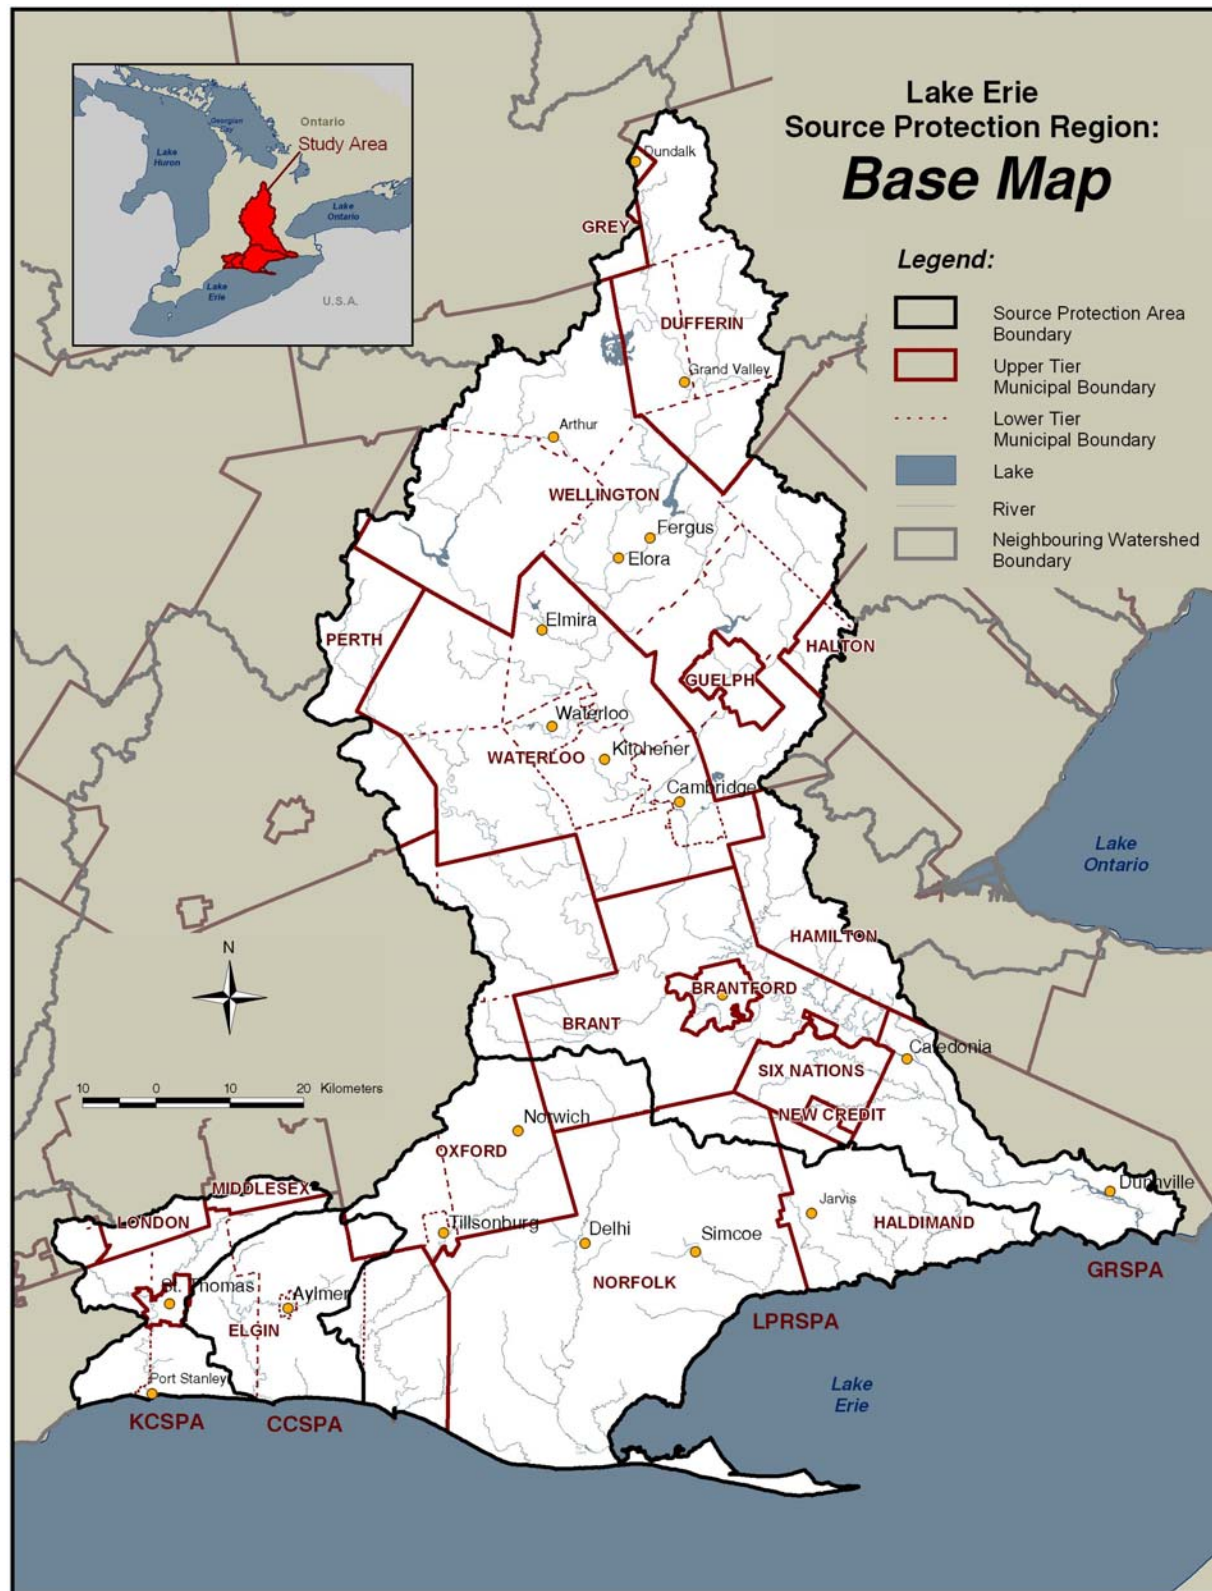 Lake Erie
Source Protection Region:
Base Map
Legend:
Source Protection Area
Boundary
Upper Tier
Municipal Boundary
Lower Tier
Municipal Boundary
Lake
River
Neighbouring Watershed
Boundary
Georgian
Bay
Ontario
Study Area
Lake
Huron
Lake
Ontario
Lake
Erie
U.S.A.
Dundalk
GREY
DUFFERIN
Grand Valley
Arthur
WELLINGTON
Fergus
Elora
Elmira
PERTH
HALTON
GUELPH
Waterloo
WATERLOO
Kitchener
Cambridge
Lake
Ontario
HAMILTON
N
BRANTFORD
BRANT
Caledonia
SIX NATIONS
10 0 10 20 Kilometers
NEW CREDIT
Norwich
OXFORD
MIDDLESEX
Dunnville
LONDON
Jarvis
HALDIMAND
Tillsonburg
Delhi
Simcoe
GRSPA
St. Thomas
Aylmer
NORFOLK
LPRSPA
ELGIN
Port Stanley
Lake
Erie
KCSPA
CCSPA